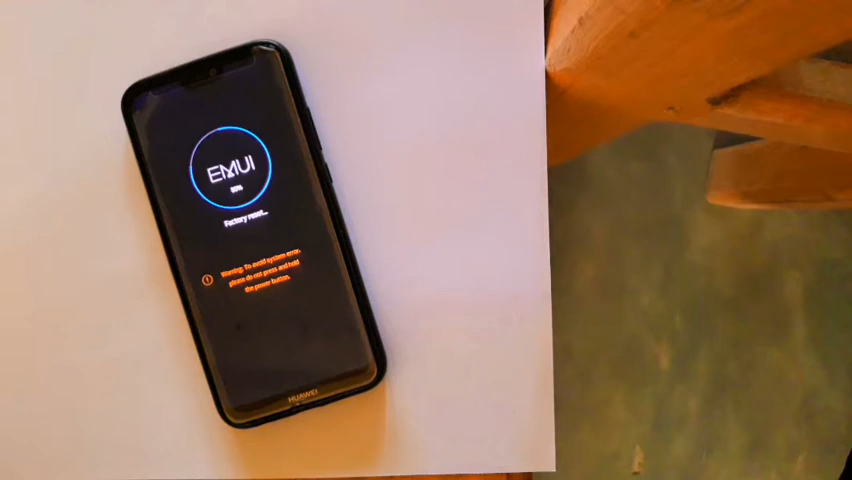 EMUI
Factory reset...
Warning: To avoid system error,
please do not press and hold
the power button.
HUAWEI